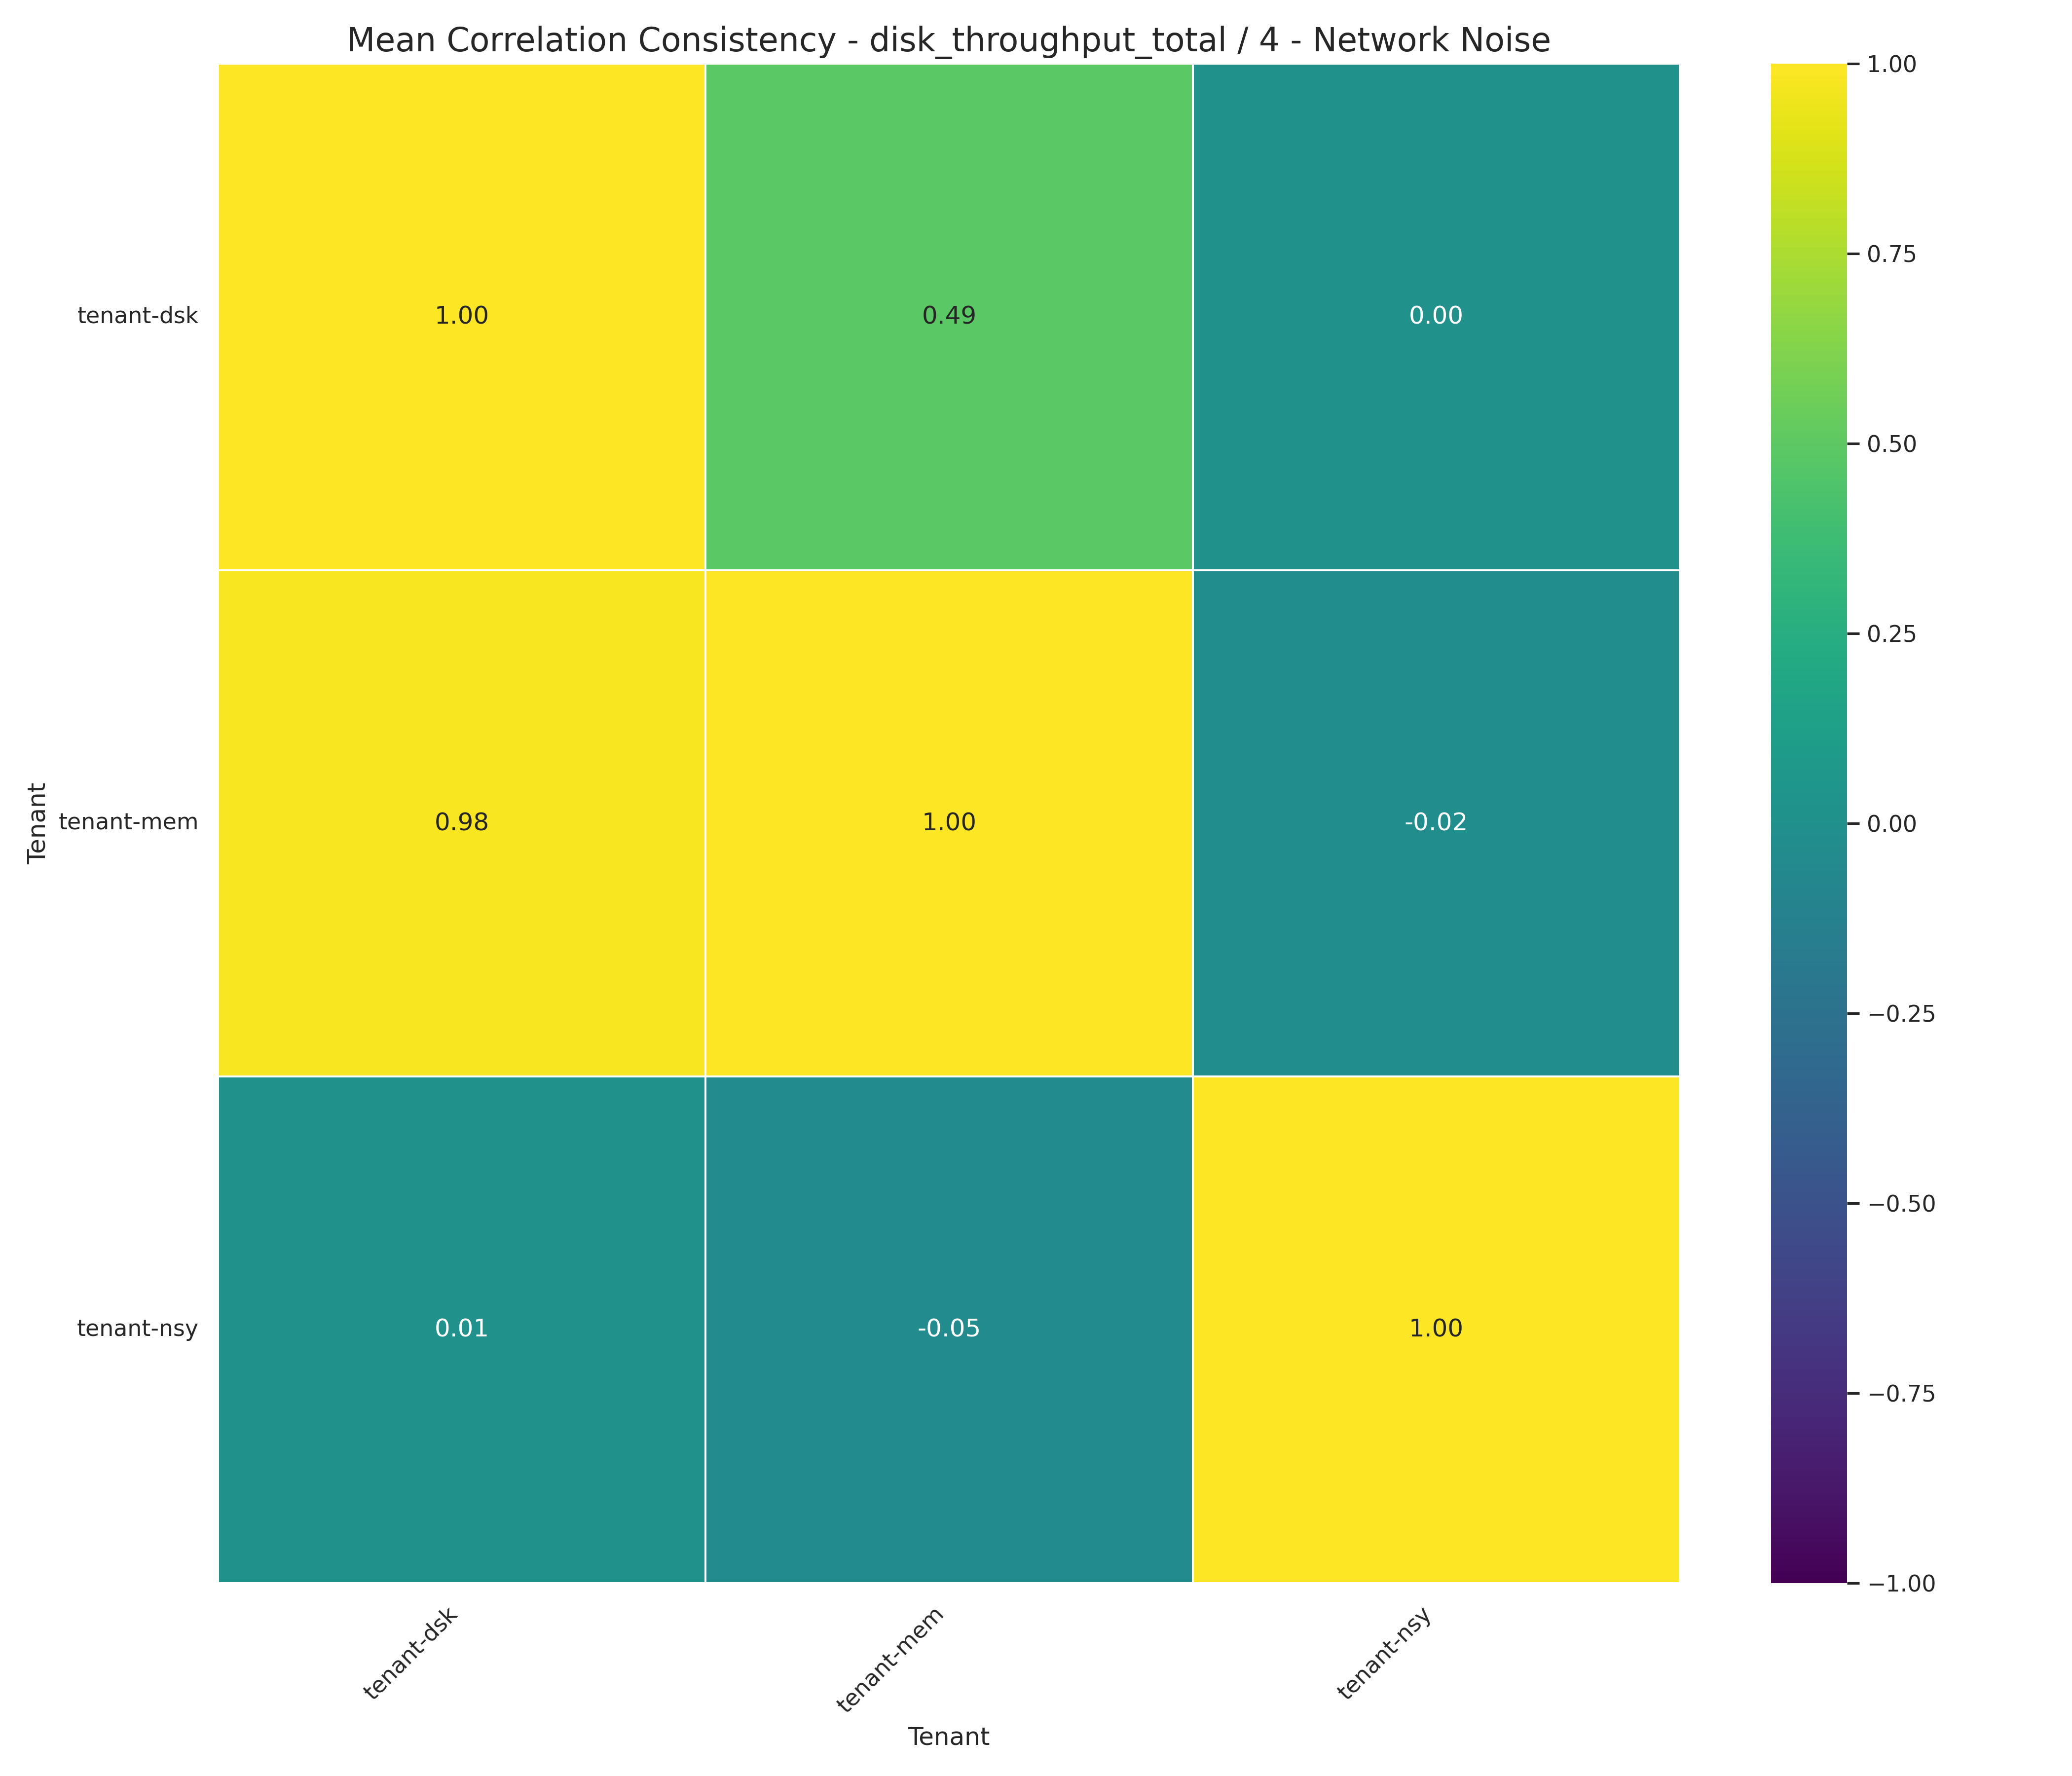 Mean Correlation Consistency - disk_throughput_total / 4 - Network Noise
Tenant
tenant-dsk
1.00
0.49
0.00
tenant-mem
0.98
1.00
-0.02
tenant-nsy
0.01
-0.05
1.00
tenant-dsk
tenant-mem
tenant-nsy
Tenant
1.00
0.75
0.50
0.25
0.00
−0.25
−0.50
−0.75
−1.00